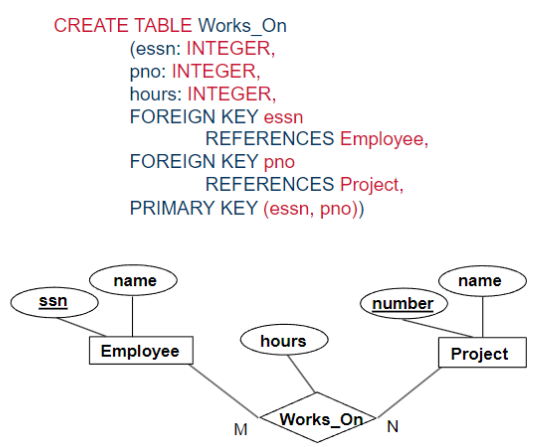 CREATE TABLE Works_On
(essn: INTEGER,
pno: INTEGER,
hours: INTEGER,
FOREIGN KEY essn
REFERENCES Employee,
FOREIGN KEY pno
REFERENCES Project,
PRIMARY KEY (essn, pno))
name
name
ssn
number
hours
Employee
Project
Works_On
M
N